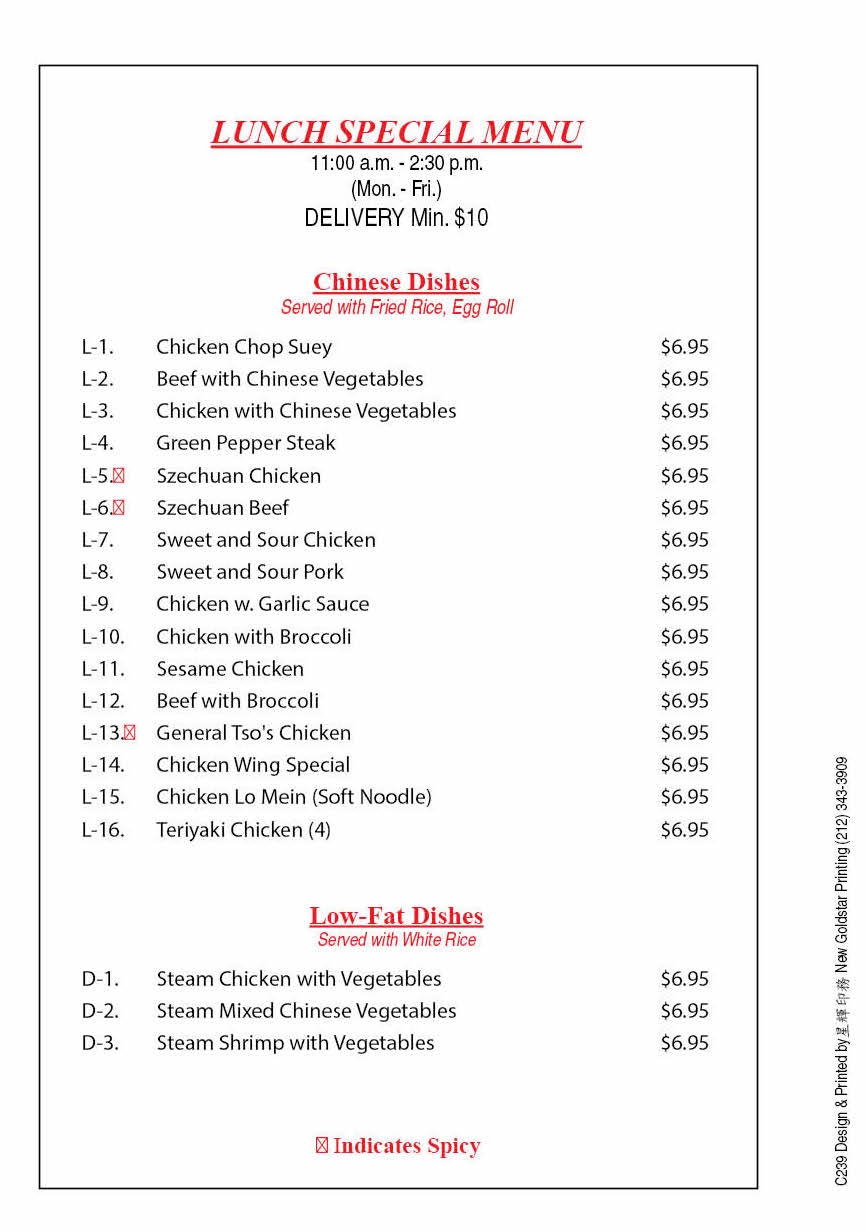 LUNCH SPECIAL MENU
11:00 a.m. - 2:30 p.m.
(Mon. - Fri.)
DELIVERY Min. $10
Chinese Dishes
Served with Fried Rice, Egg Roll
L-1. Chicken Chop Suey $6.95
L-2. Beef with Chinese Vegetables $6.95
L-3. Chicken with Chinese Vegetables $6.95
L-4. Green Pepper Steak $6.95
L-5. Szechuan Chicken $6.95
L-6. Szechuan Beef $6.95
L-7. Sweet and Sour Chicken $6.95
L-8. Sweet and Sour Pork $6.95
L-9. Chicken w. Garlic Sauce $6.95
L-10. Chicken with Broccoli $6.95
L-11. Sesame Chicken $6.95
L-12. Beef with Broccoli $6.95
L-13. General Tso's Chicken $6.95
L-14. Chicken Wing Special $6.95
L-15. Chicken Lo Mein (Soft Noodle) $6.95
L-16. Teriyaki Chicken (4) $6.95
Low-Fat Dishes
Served with White Rice
D-1. Steam Chicken with Vegetables $6.95
D-2. Steam Mixed Chinese Vegetables $6.95
D-3. Steam Shrimp with Vegetables $6.95
Indicates Spicy
C239 Design & Printed by 星輝印務 New Goldstar Printing (212) 343-3909